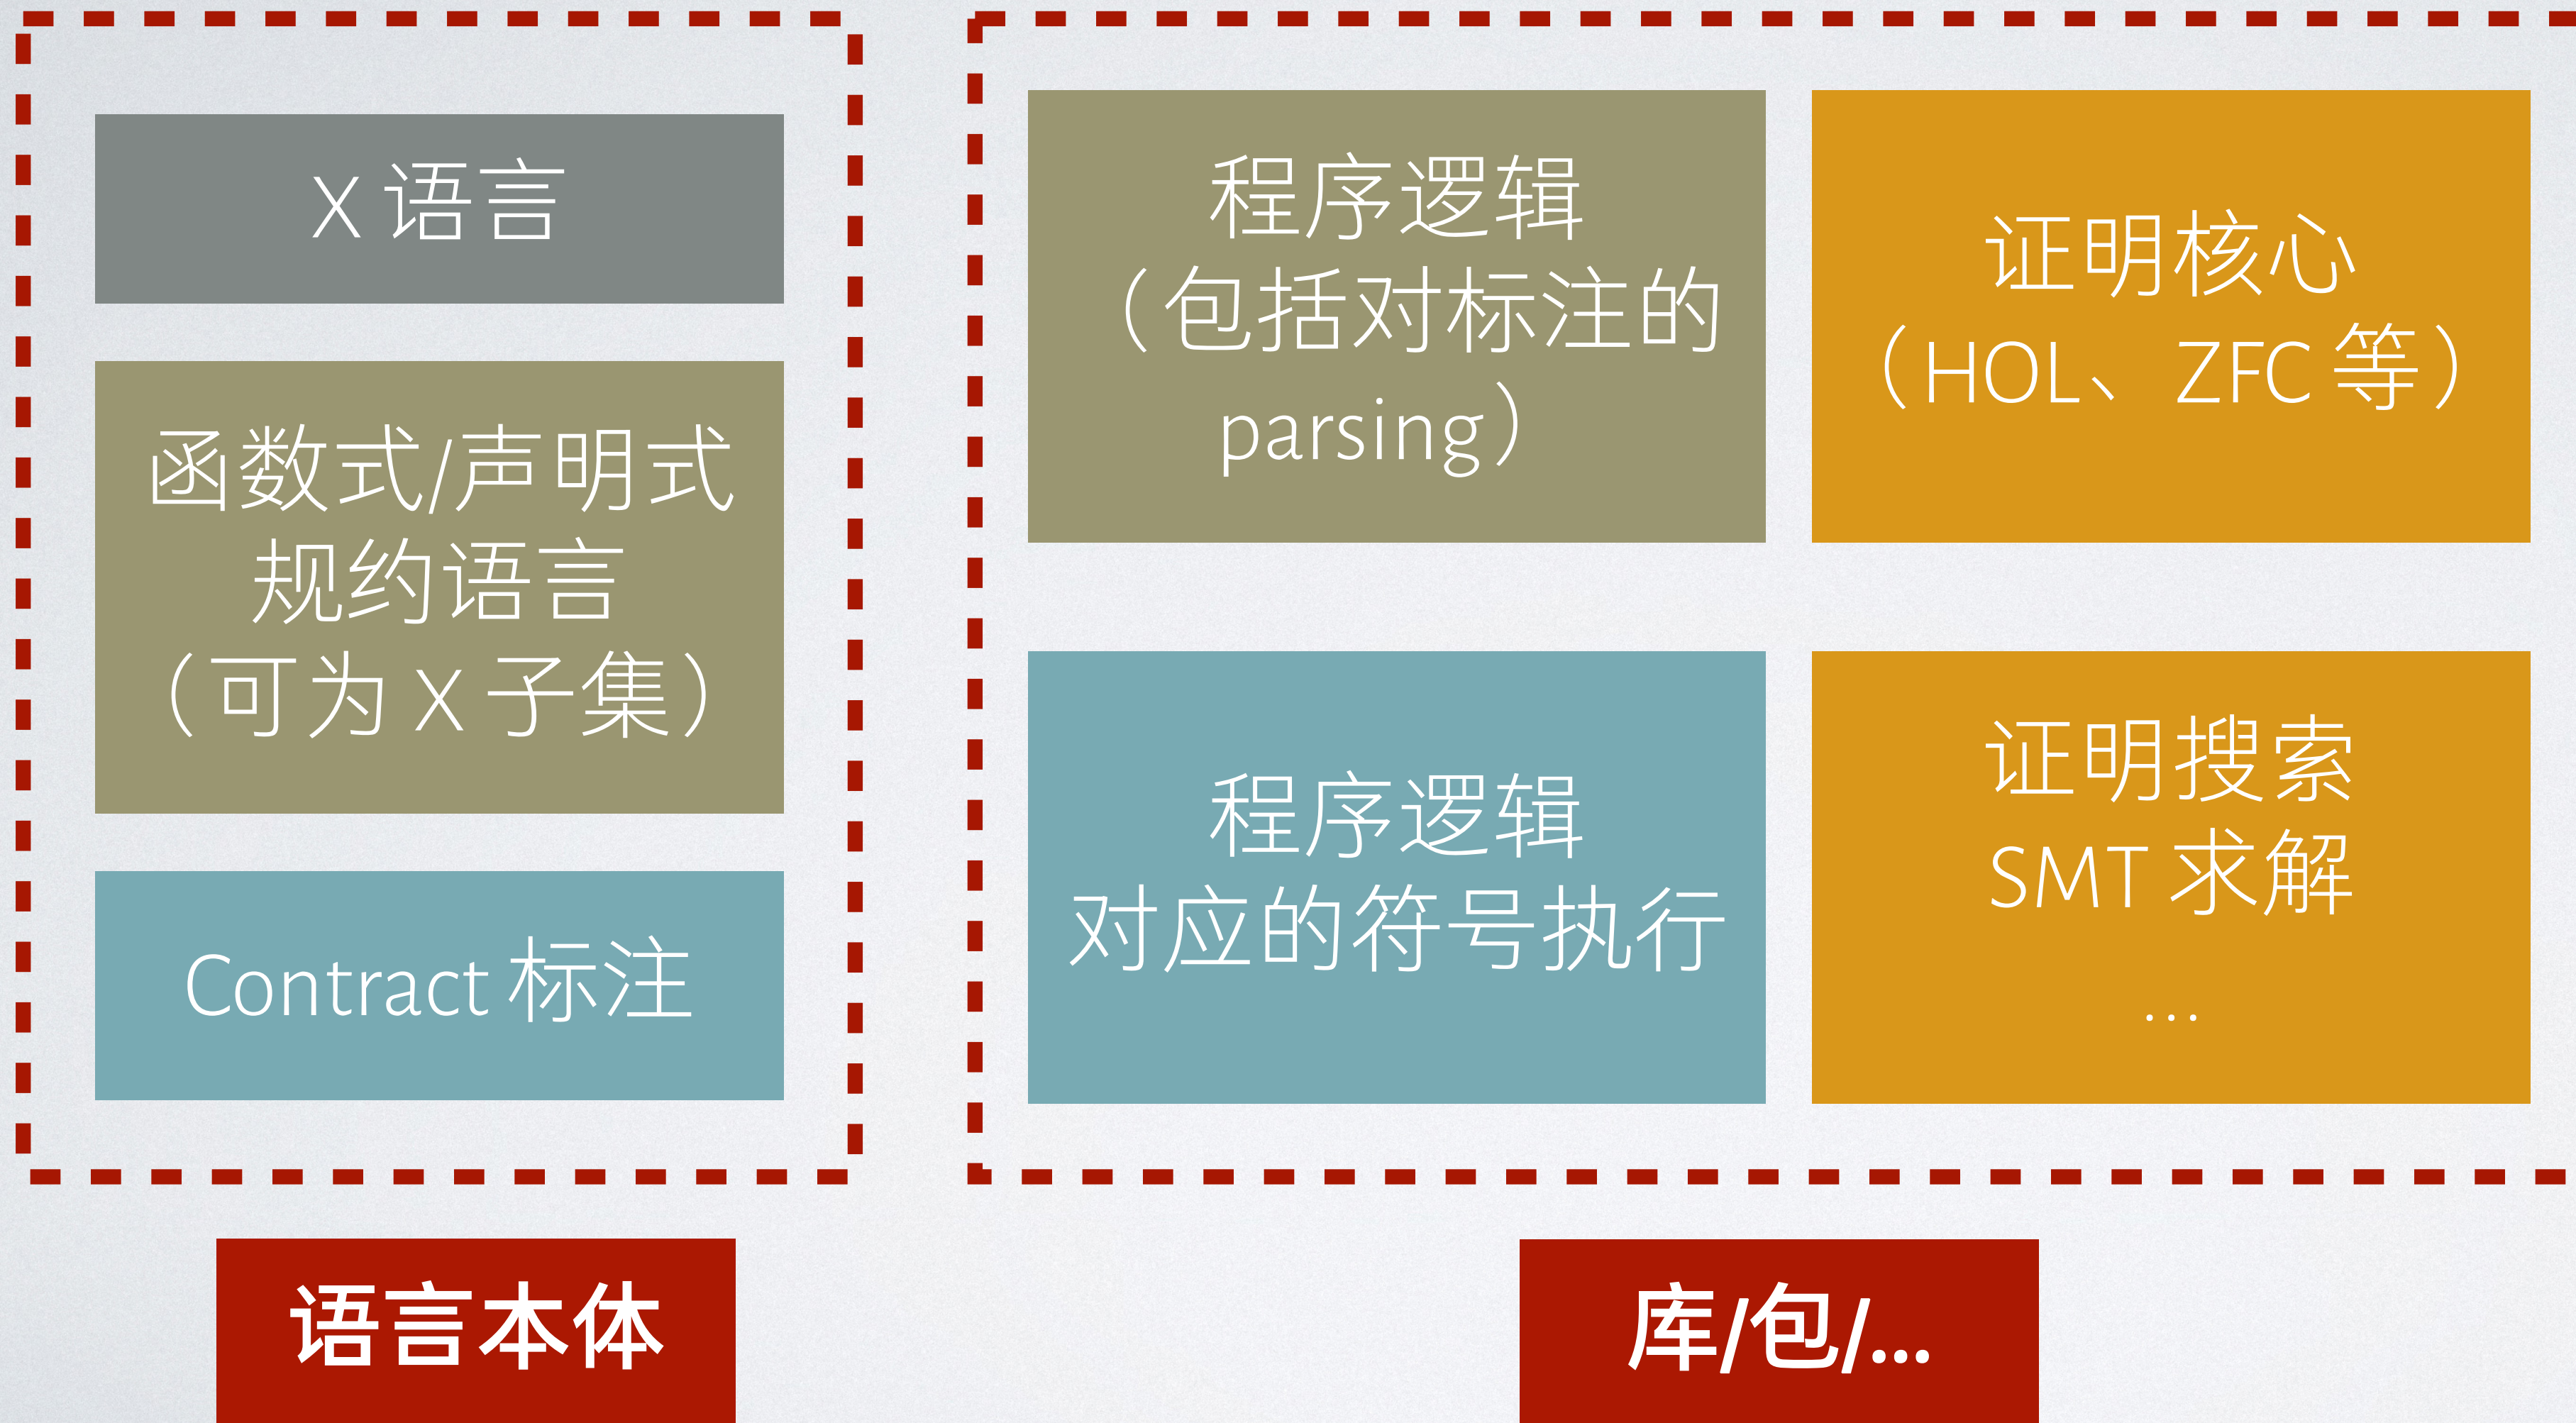 X 语言
函数式/声明式
规约语言
（可为 X 子集）
Contract 标注
程序逻辑
（包括对标注的
parsing）
证明核心
（HOL、ZFC 等）
程序逻辑
对应的符号执行
证明搜索
SMT 求解
…
语言本体
库/包/...